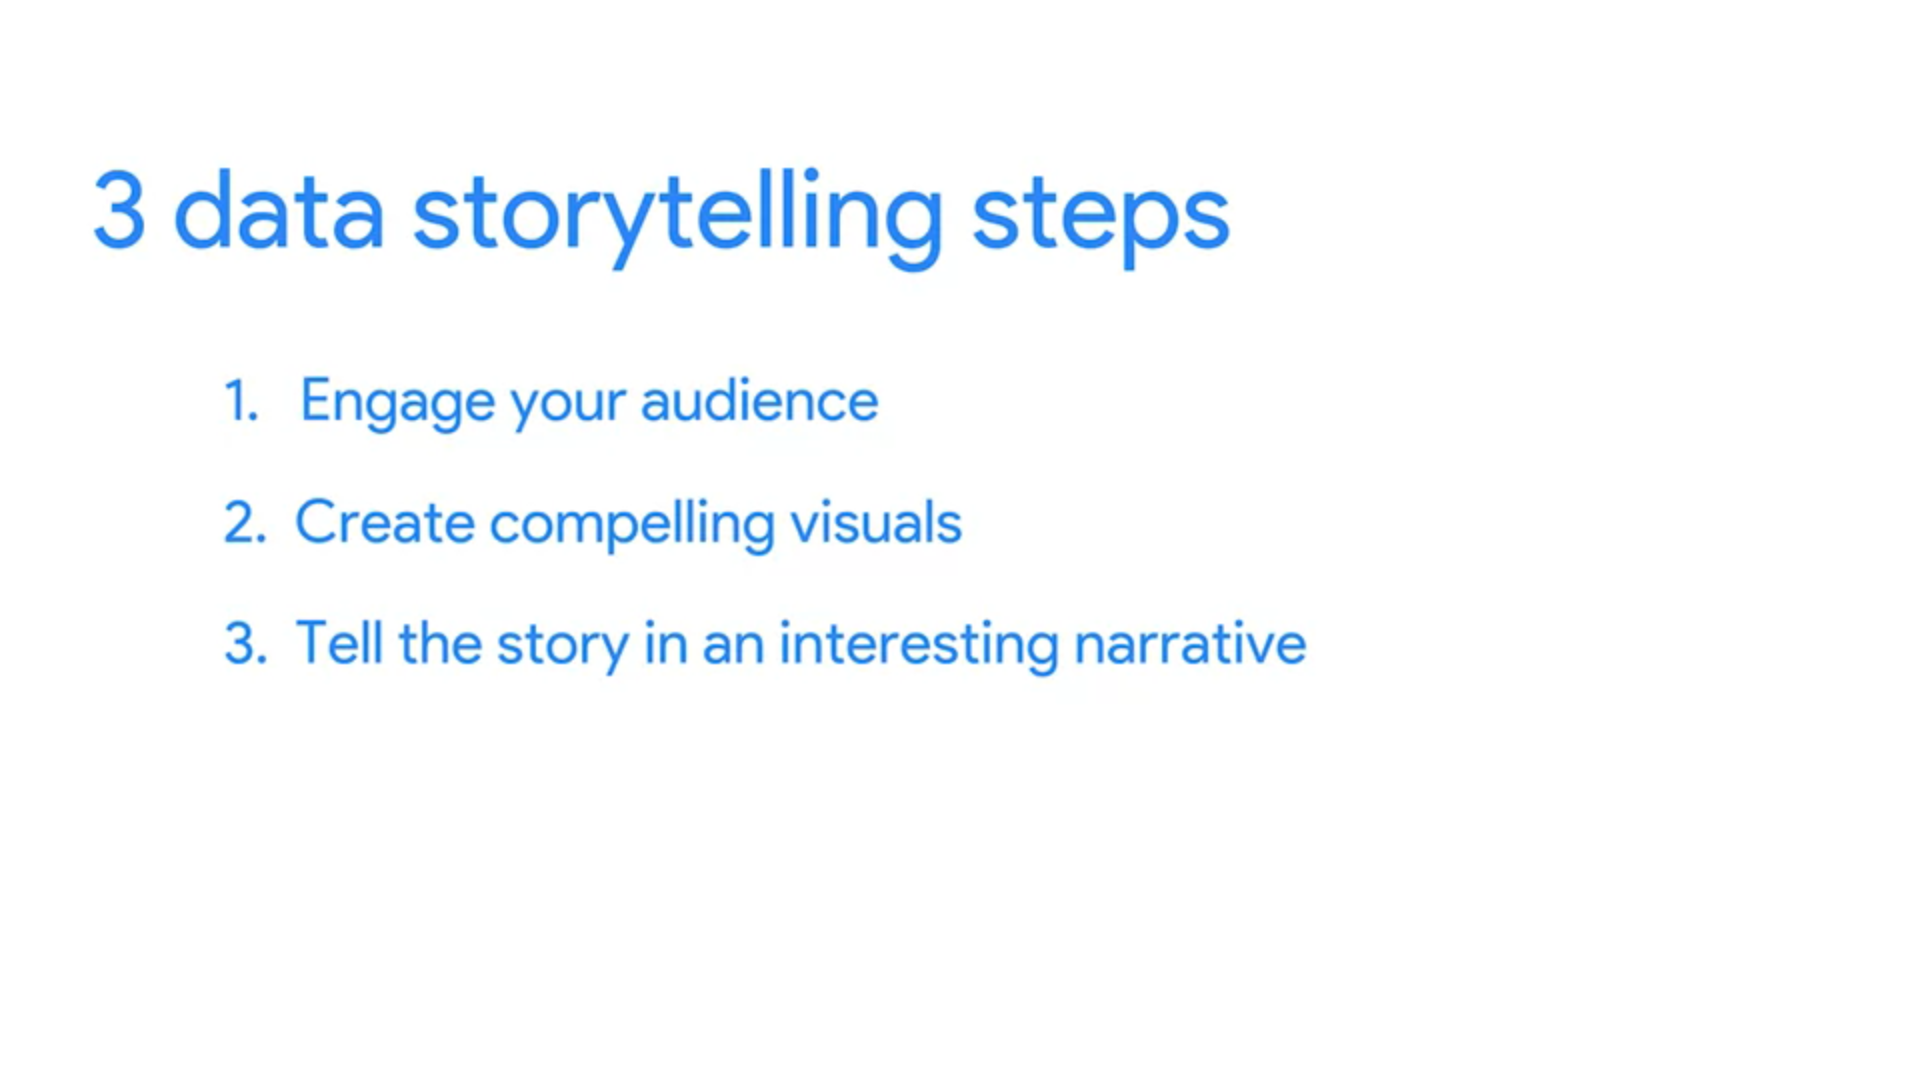 3 data storytelling steps
1. Engage your audience
2. Create compelling visuals
3. Tell the story in an interesting narrative